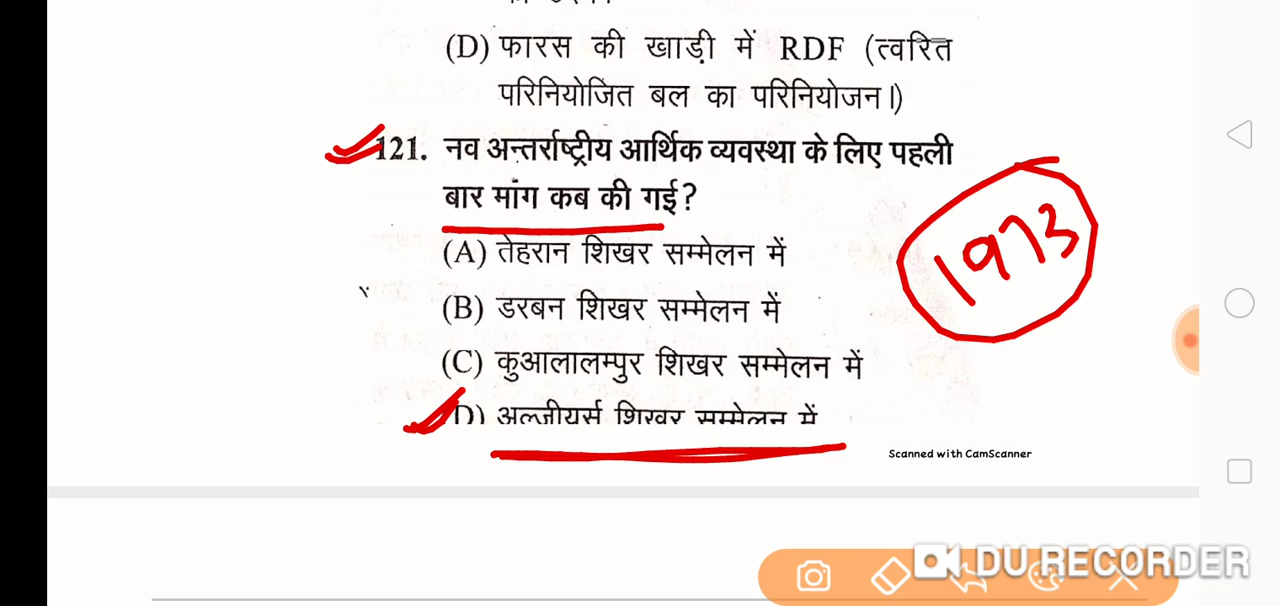 (D) फारस की खाड़ी में RDF (त्वरित
परिनियोजित बल का परिनियोजन।)
121. नव अन्तर्राष्ट्रीय आर्थिक व्यवस्था के लिए पहली
बार मांग कब की गई?
1973
(A) तेहरान शिखर सम्मेलन में
(B) डरबन शिखर सम्मेलन में
(C) कुआलालम्पुर शिखर सम्मेलन में
D) अल्जीयर्स शिखर सम्मेलन में
Scanned with CamScanner
DU RECORDER